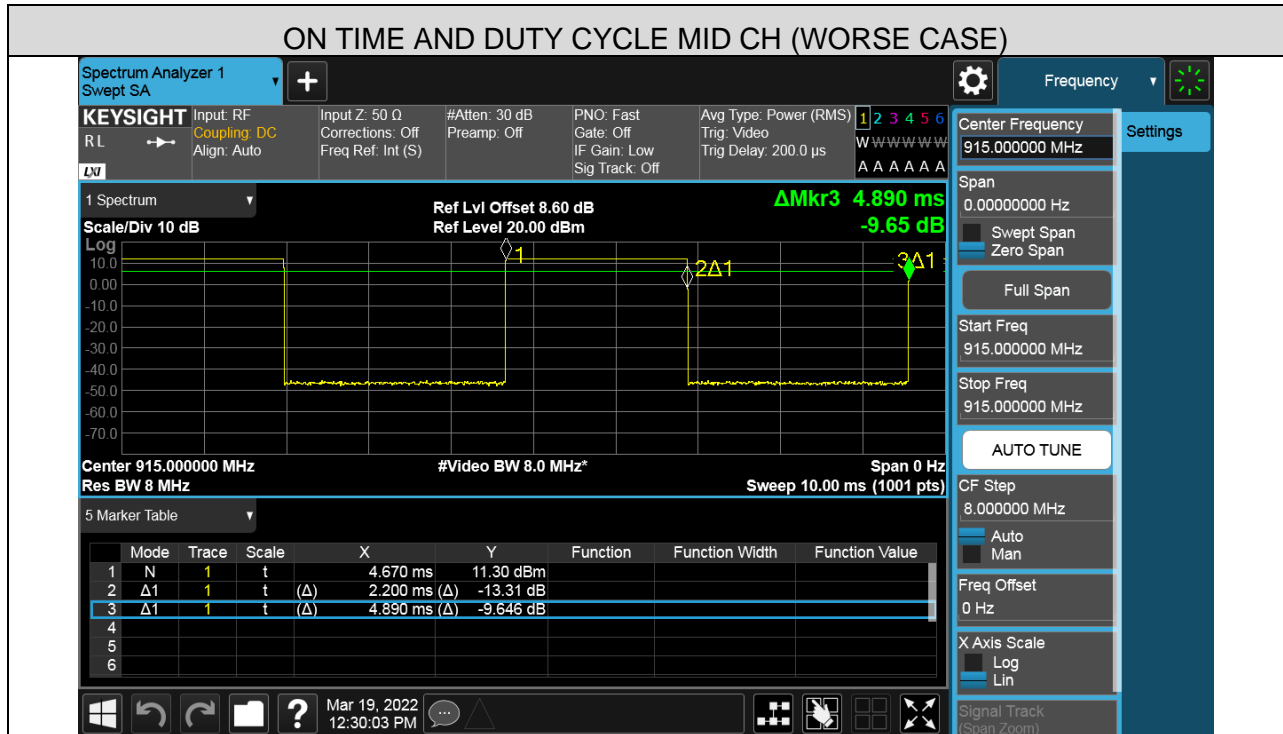 ON TIME AND DUTY CYCLE MID CH (WORSE CASE)
Spectrum Analyzer 1
Swept SA
Frequency
KEYSIGHT
RL
LXI
Input: RF
Coupling: DC
Align: Auto
Input Z: 50 Ω
Corrections: Off
Freq Ref: Int (S)
#Atten: 30 dB
Preamp: Off
PNO: Fast
Gate: Off
IF Gain: Low
Sig Track: Off
Avg Type: Power (RMS)
Trig: Video
Trig Delay: 200.0 µs
1 2 3 4 5 6
W W W W W W
A A A A A A
1 Spectrum
Scale/Div 10 dB
Ref Lvl Offset 8.60 dB
Ref Level 20.00 dBm
ΔMkr3 4.890 ms
-9.65 dB
Log
10.0
0.00
-10.0
-20.0
-30.0
-40.0
-50.0
-60.0
-70.0
1
2Δ1
3Δ1
Center 915.000000 MHz
#Video BW 8.0 MHz*
Span 0 Hz
Res BW 8 MHz
Sweep 10.00 ms (1001 pts)
5 Marker Table
Mode Trace Scale X Y Function Function Width Function Value
1 N 1 t 4.670 ms 11.30 dBm
2 Δ1 1 t (Δ) 2.200 ms (Δ) -13.31 dB
3 Δ1 1 t (Δ) 4.890 ms (Δ) -9.646 dB
4
5
6
?
Mar 19, 2022
12:30:03 PM
Center Frequency
915.000000 MHz
Settings
Span
0.00000000 Hz
Swept Span
Zero Span
Full Span
Start Freq
915.000000 MHz
Stop Freq
915.000000 MHz
AUTO TUNE
CF Step
8.000000 MHz
Auto
Man
Freq Offset
0 Hz
X Axis Scale
Log
Lin
Signal Track
(Span Zoom)